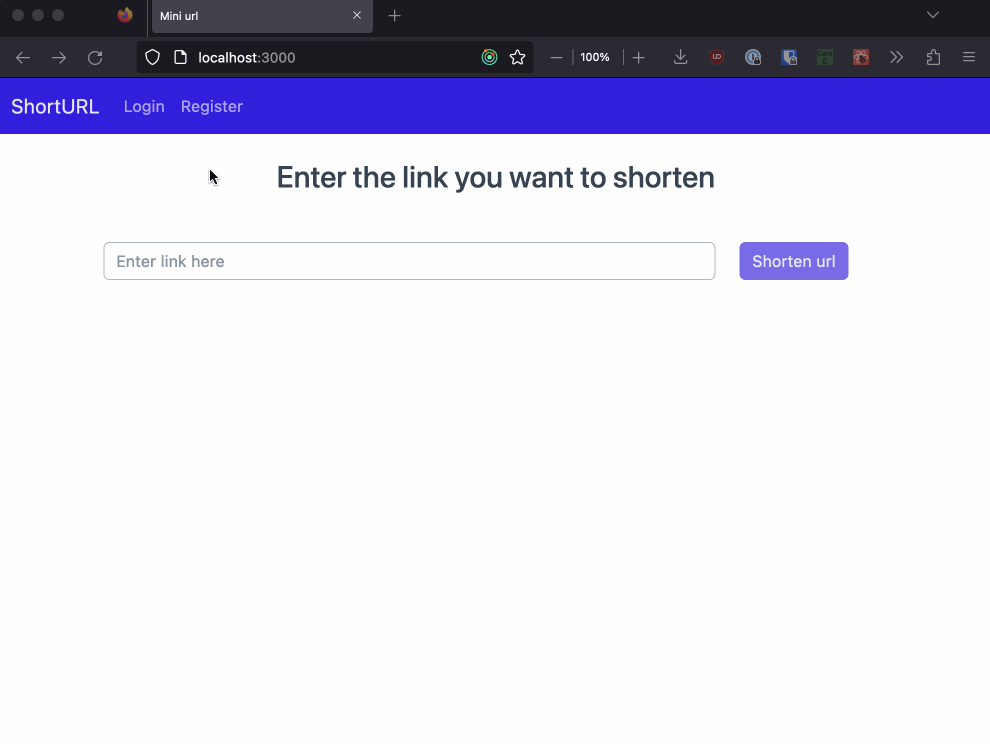 Mini url
localhost:3000
100%
ShortURL Login Register
Enter the link you want to shorten
Enter link here
Shorten url